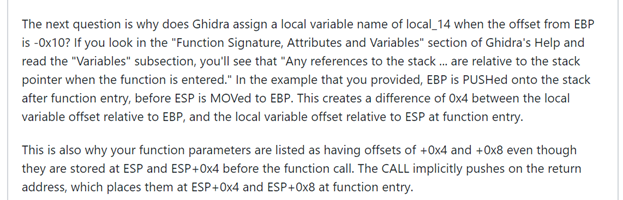 The next question is why does Ghidra assign a local variable name of local_14 when the offset from EBP
is -0x10? If you look in the "Function Signature, Attributes and Variables" section of Ghidra's Help and
read the "Variables" subsection, you'll see that "Any references to the stack ... are relative to the stack
pointer when the function is entered." In the example that you provided, EBP is PUSHed onto the stack
after function entry, before ESP is MOVed to EBP. This creates a difference of 0x4 between the local
variable offset relative to EBP, and the local variable offset relative to ESP at function entry.
This is also why your function parameters are listed as having offsets of +0x4 and +0x8 even though
they are stored at ESP and ESP+0x4 before the function call. The CALL implicitly pushes on the return
address, which places them at ESP+0x4 and ESP+0x8 at function entry.